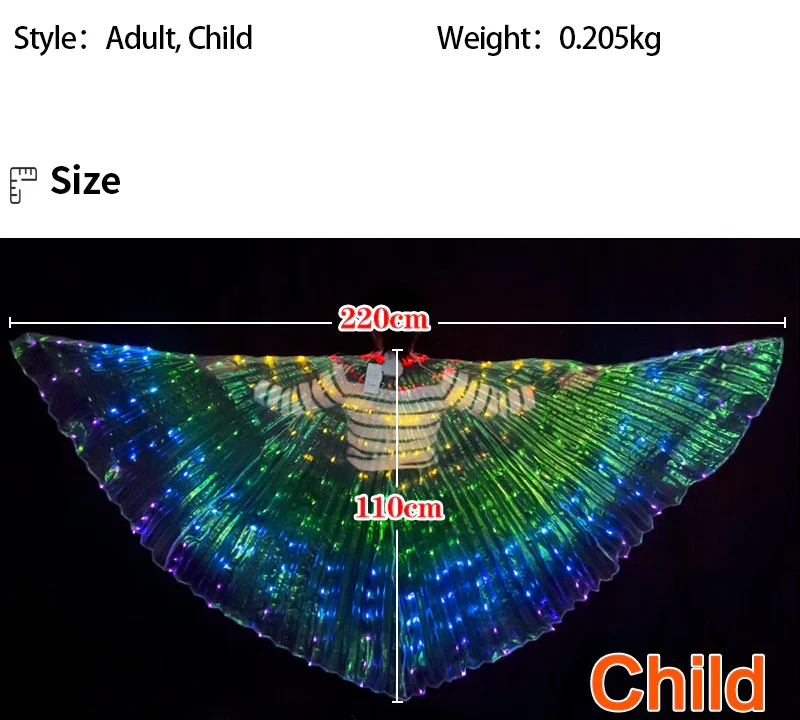 Style： Adult, Child
Weight： 0.205kg
Size
220cm
110cm
Child